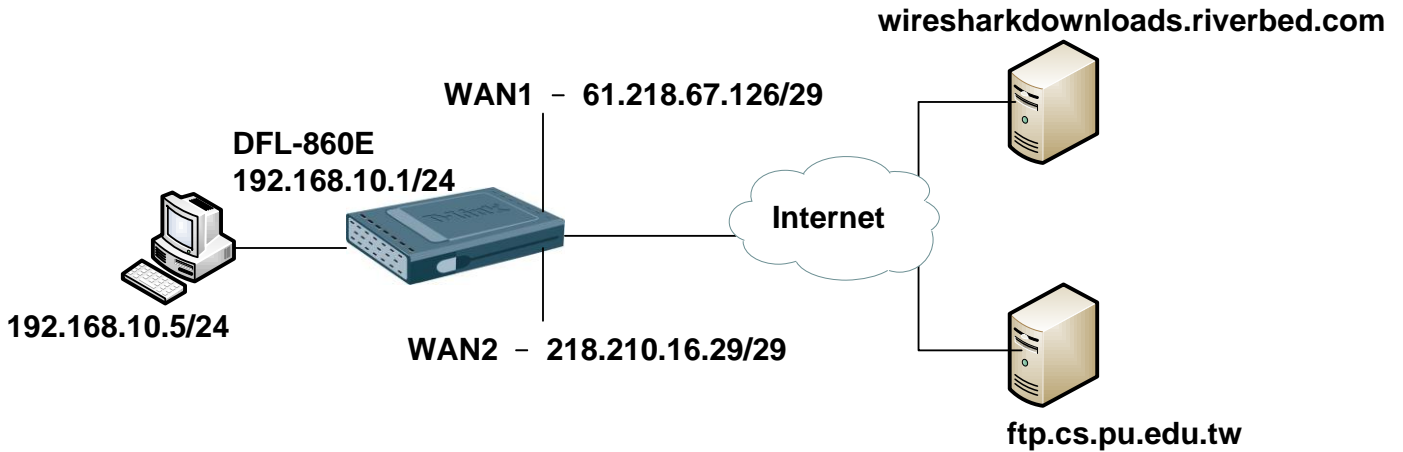 wiresharkdownloads.riverbed.com
WAN1 – 61.218.67.126/29
DFL-860E
192.168.10.1/24
D-Link
Internet
192.168.10.5/24
WAN2 – 218.210.16.29/29
ftp.cs.pu.edu.tw